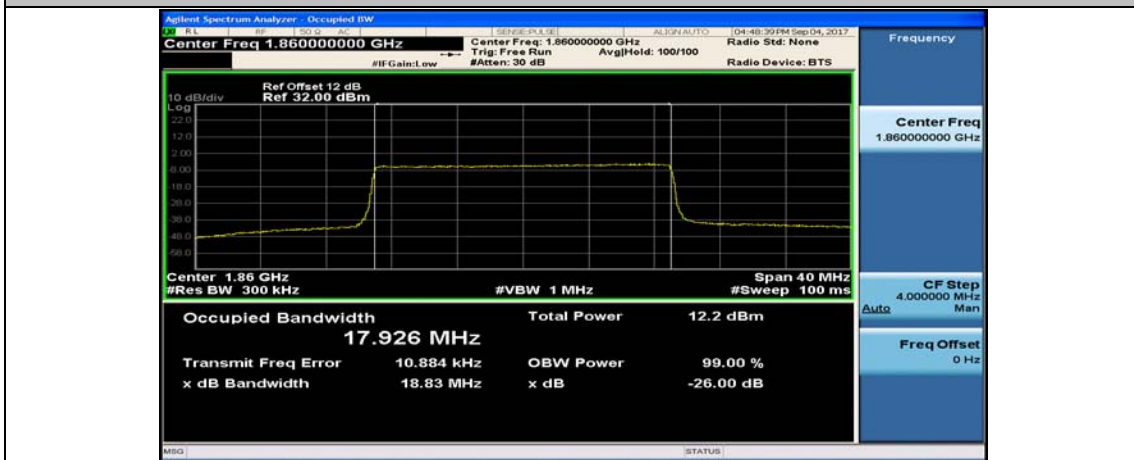 Agilent Spectrum Analyzer - Occupied BW
RL RF 50 Ω AC SENSE:PULSE ALIGN AUTO 04:48:39 PM Sep 04, 2017
Center Freq 1.860000000 GHz
Center Freq: 1.860000000 GHz
Radio Std: None
Trig: Free Run Avg|Hold: 100/100
#IFGain:Low #Atten: 30 dB Radio Device: BTS
Ref Offset 12 dB
10 dB/div Ref 32.00 dBm
Log
22.0
12.0
2.00
-8.00
-18.0
-28.0
-38.0
-48.0
-58.0
Center 1.86 GHz Span 40 MHz
#Res BW 300 kHz #VBW 1 MHz #Sweep 100 ms
Occupied Bandwidth Total Power 12.2 dBm
17.926 MHz
Transmit Freq Error 10.884 kHz OBW Power 99.00 %
x dB Bandwidth 18.83 MHz x dB -26.00 dB
MSG STATUS
Frequency
Center Freq
1.860000000 GHz
CF Step
4.000000 MHz
Auto Man
Freq Offset
0 Hz